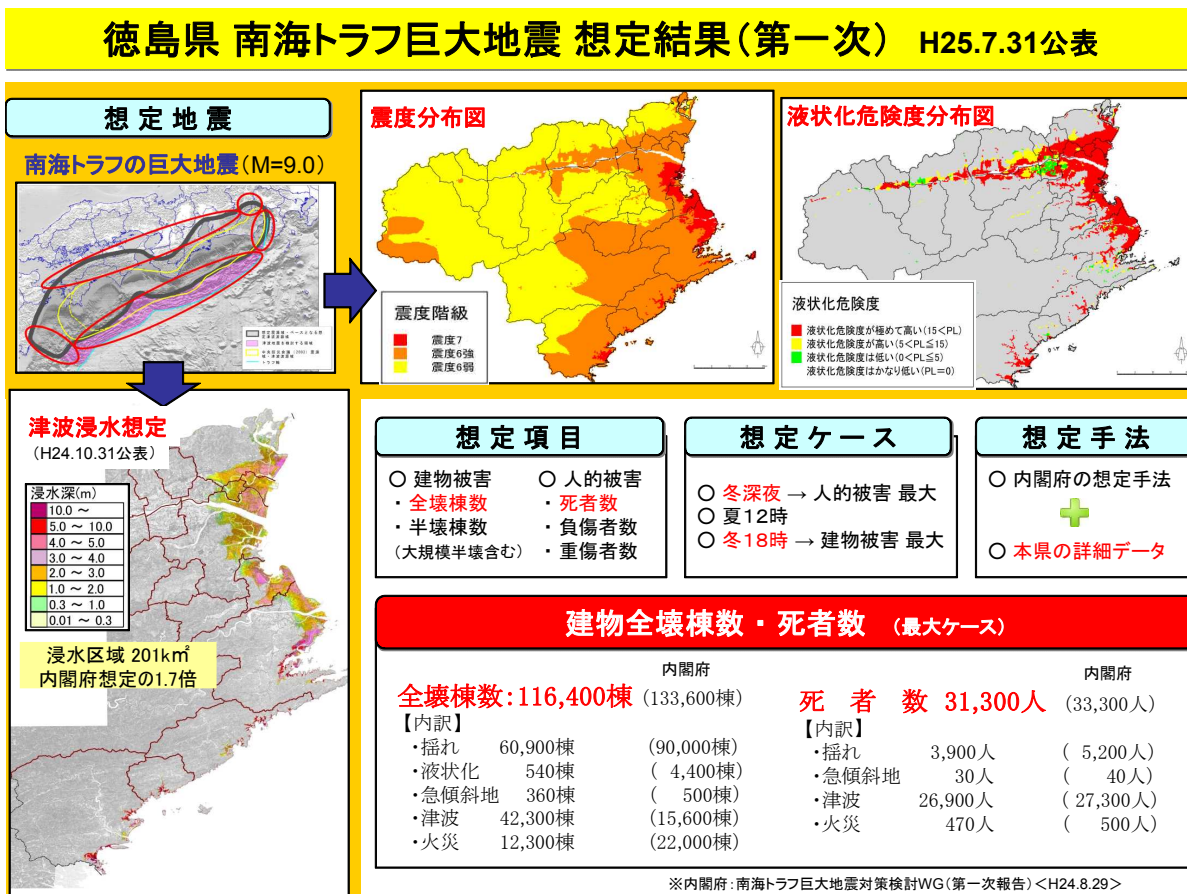 徳島県 南海トラフ巨大地震 想定結果(第一次) H25.7.31公表
想定地震
南海トラフの巨大地震(M=9.0)
震度分布図
震度階級
震度7
震度6強
震度6弱
液状化危険度分布図
液状化危険度
液状化危険度が極めて高い(15<PL)
液状化危険度が高い(5<PL≦15)
液状化危険度は低い(0<PL≦5)
液状化危険度はかなり低い(PL=0)
津波浸水想定
(H24.10.31公表)
浸水深(m)
10.0 ~
5.0 ~ 10.0
4.0 ~ 5.0
3.0 ~ 4.0
2.0 ~ 3.0
1.0 ~ 2.0
0.3 ~ 1.0
0.01 ~ 0.3
浸水区域 201k㎡
内閣府想定の1.7倍
想定項目
○ 建物被害
・全壊棟数
・半壊棟数
(大規模半壊含む)
○ 人的被害
・死者数
・負傷者数
・重傷者数
想定ケース
○ 冬深夜 → 人的被害 最大
○ 夏12時
○ 冬18時 → 建物被害 最大
想定手法
○ 内閣府の想定手法
○ 本県の詳細データ
建物全壊棟数・死者数 (最大ケース)
内閣府
全壊棟数:116,400棟 (133,600棟)
【内訳】
・揺れ 60,900棟 (90,000棟)
・液状化 540棟 ( 4,400棟)
・急傾斜地 360棟 ( 500棟)
・津波 42,300棟 (15,600棟)
・火災 12,300棟 (22,000棟)
内閣府
死者数 31,300人 (33,300人)
【内訳】
・揺れ 3,900人 ( 5,200人)
・急傾斜地 30人 ( 40人)
・津波 26,900人 ( 27,300人)
・火災 470人 ( 500人)
※内閣府:南海トラフ巨大地震対策検討WG(第一次報告)<H24.8.29>